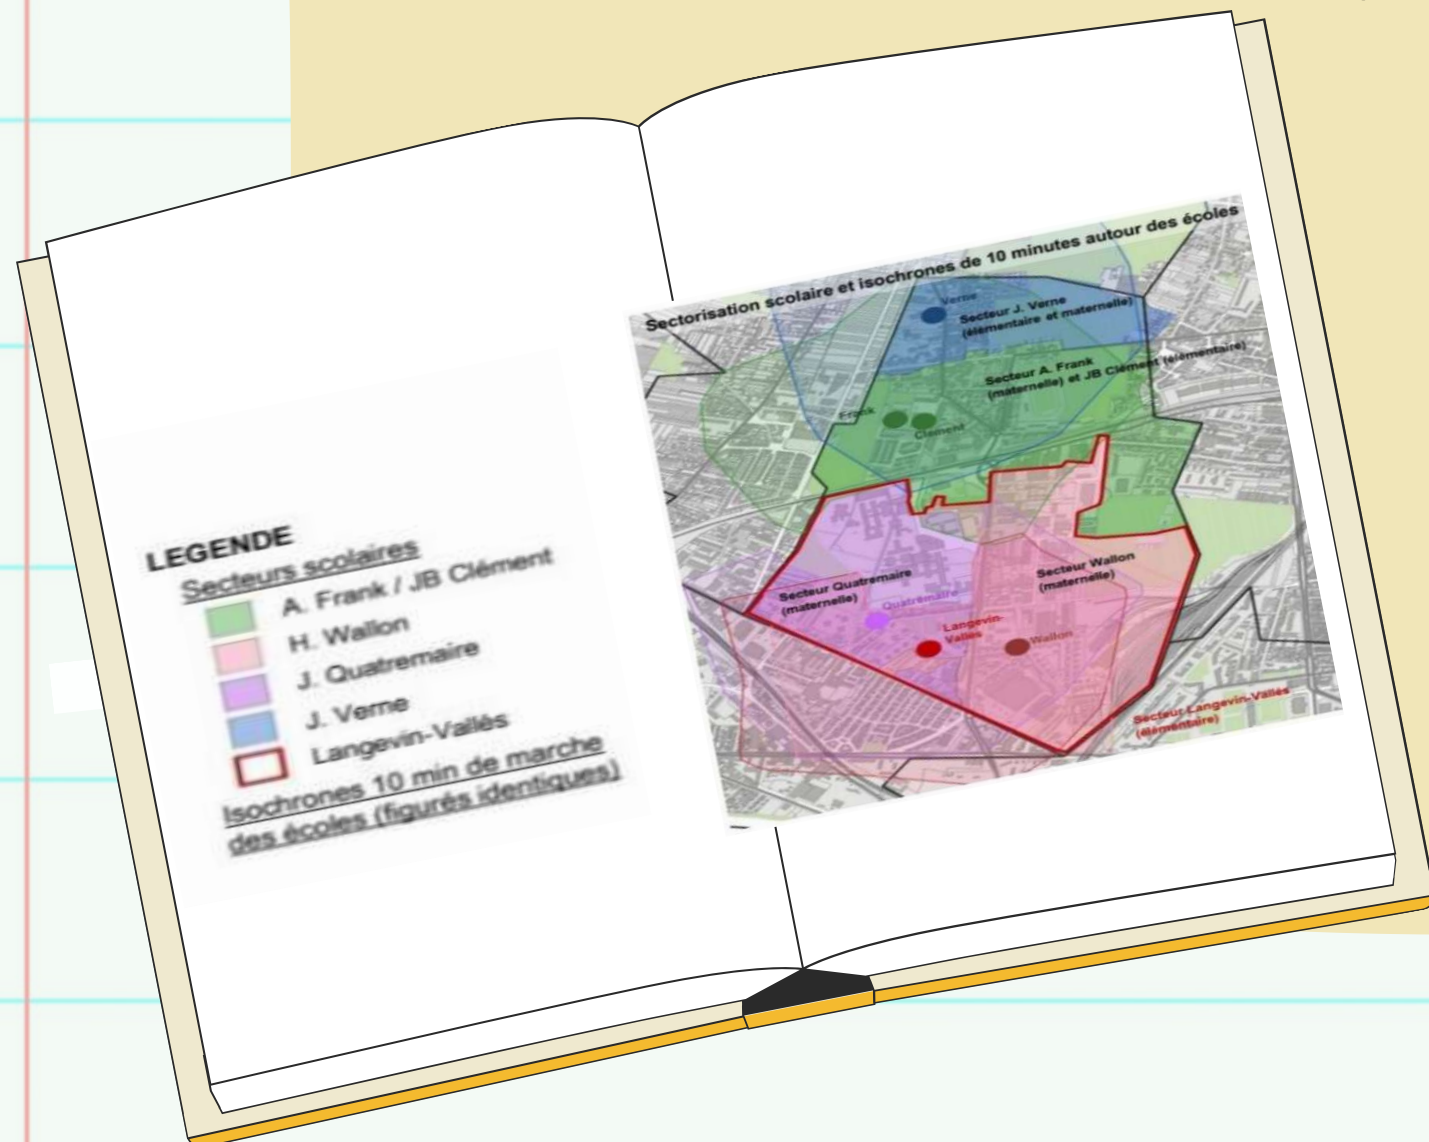 LEGENDE
Secteurs scolaires
A. Frank / JB Clément
H. Wallon
J. Quatremaire
J. Verne
Langevin-Vallès
Isochrones 10 min de marche
des écoles (figurés identiques)
Sectorisation scolaire et isochrones de 10 minutes autour des écoles
Verne
Secteur J. Verne
(élémentaire et maternelle)
Secteur A. Frank
(maternelle) et JB Clément (élémentaire)
Frank
Clément
Secteur Quatremaire
(maternelle)
Quatremaire
Secteur Wallon
(maternelle)
Langevin-
Vallès
Wallon
Secteur Langevin-Vallès
(élémentaire)